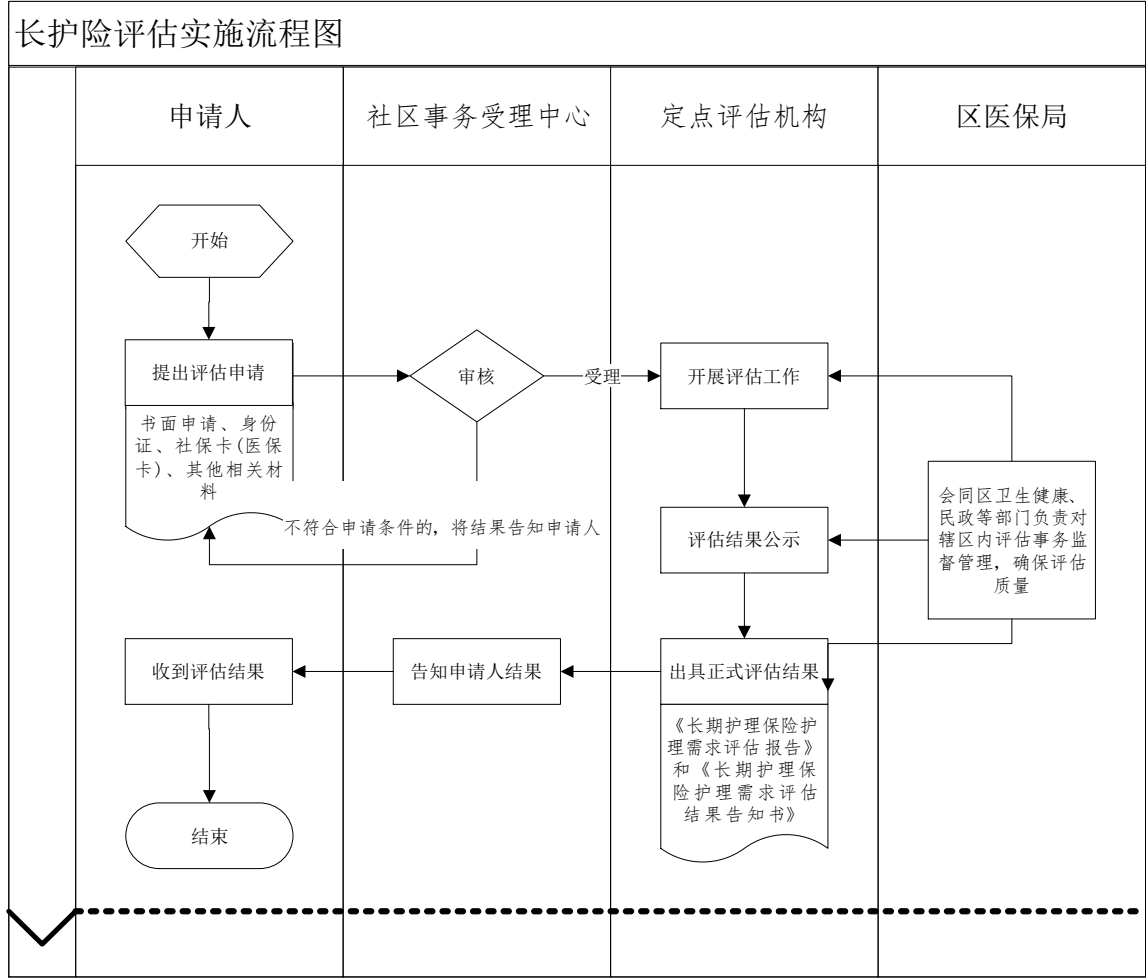 长护险评估实施流程图
申请人
社区事务受理中心
定点评估机构
区医保局
开始
提出评估申请
书面申请、身份
证、社保卡(医保
卡)、其他相关材
料
审核
受理
开展评估工作
不符合申请条件的，将结果告知申请人
评估结果公示
会同区卫生健康、
民政等部门负责对
辖区内评估事务监
督管理，确保评估
质量
收到评估结果
告知申请人结果
出具正式评估结果
《长期护理保险护
理需求评估报告》
和《长期护理保
险护理需求评估
结果告知书》
结束